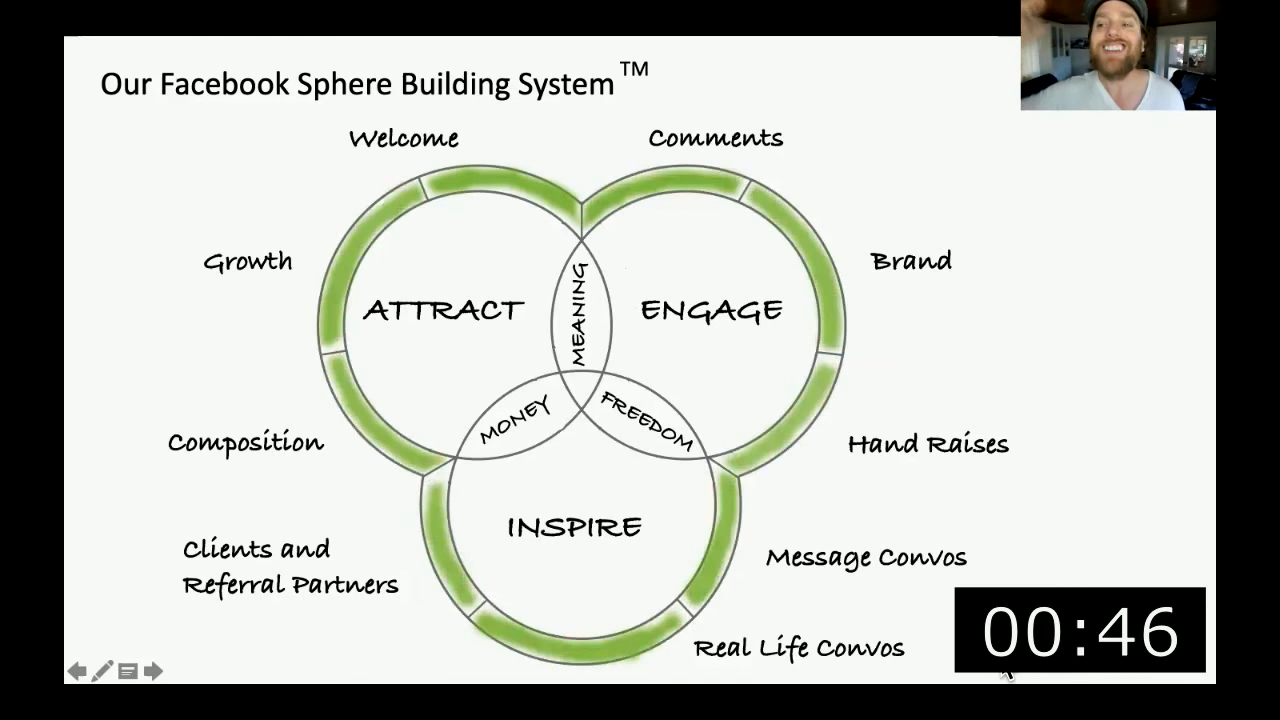 Our Facebook Sphere Building System™
Welcome
Comments
Growth
Brand
ATTRACT
MEANING
ENGAGE
MONEY
FREEDOM
Composition
Hand Raises
INSPIRE
Clients and
Referral Partners
Message Convos
Real Life Convos
00:46